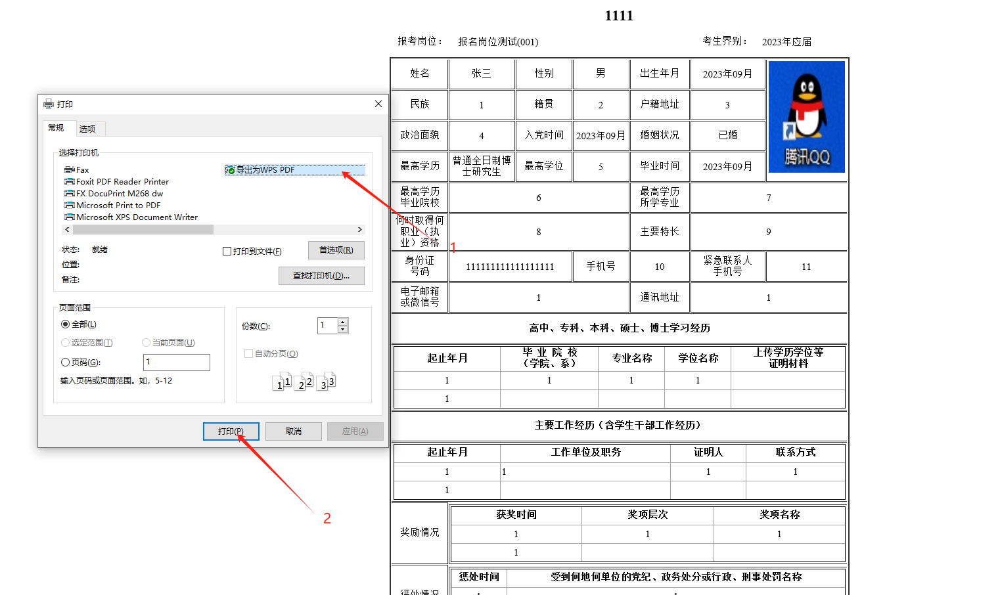 1111
报考岗位： 报名岗位测试(001) 考生界别： 2023年应届
姓名 张三 性别 男 出生年月 2023年09月
民族 1 籍贯 2 户籍地址 3
政治面貌 4 入党时间 2023年09月 婚姻状况 已婚
腾讯QQ
最高学历 普通全日制博
士研究生 最高学位 5 毕业时间 2023年09月
最高学历
毕业院校 6 最高学历
所学专业 7
何时取得何
职业（执
业）资格 8 主要特长 9
身份证
号码 111111111111111111 手机号 10 紧急联系人
手机号 11
电子邮箱
或微信号 1 通讯地址 1
高中、专科、本科、硕士、博士学习经历
起止年月 毕 业 院 校
（学院、系） 专业名称 学位名称 上传学历学位等
证明材料
1 1 1 1
1
主要工作经历（含学生干部工作经历）
起止年月 工作单位及职务 证明人 联系方式
1 1 1 1
1
奖励情况
获奖时间 奖项层次 奖项名称
1 1 1
1
惩处情况
惩处时间 受到何地何单位的党纪、政务处分或行政、刑事处罚名称
打印
常规 选项
选择打印机
Fax 导出为WPS PDF
Foxit PDF Reader Printer
FX DocuPrint M268 dw
Microsoft Print to PDF
Microsoft XPS Document Writer
状态: 就绪 打印到文件(F) 首选项(R)
位置:
备注: 查找打印机(D)...
页面范围
全部(L)
选定范围(T) 当前页面(U)
页码(G): 1
输入页码或页面范围。如，5-12
份数(C): 1
自动分页(O)
1 1 2 2 3 3
打印(P) 取消 应用(A)
1
2